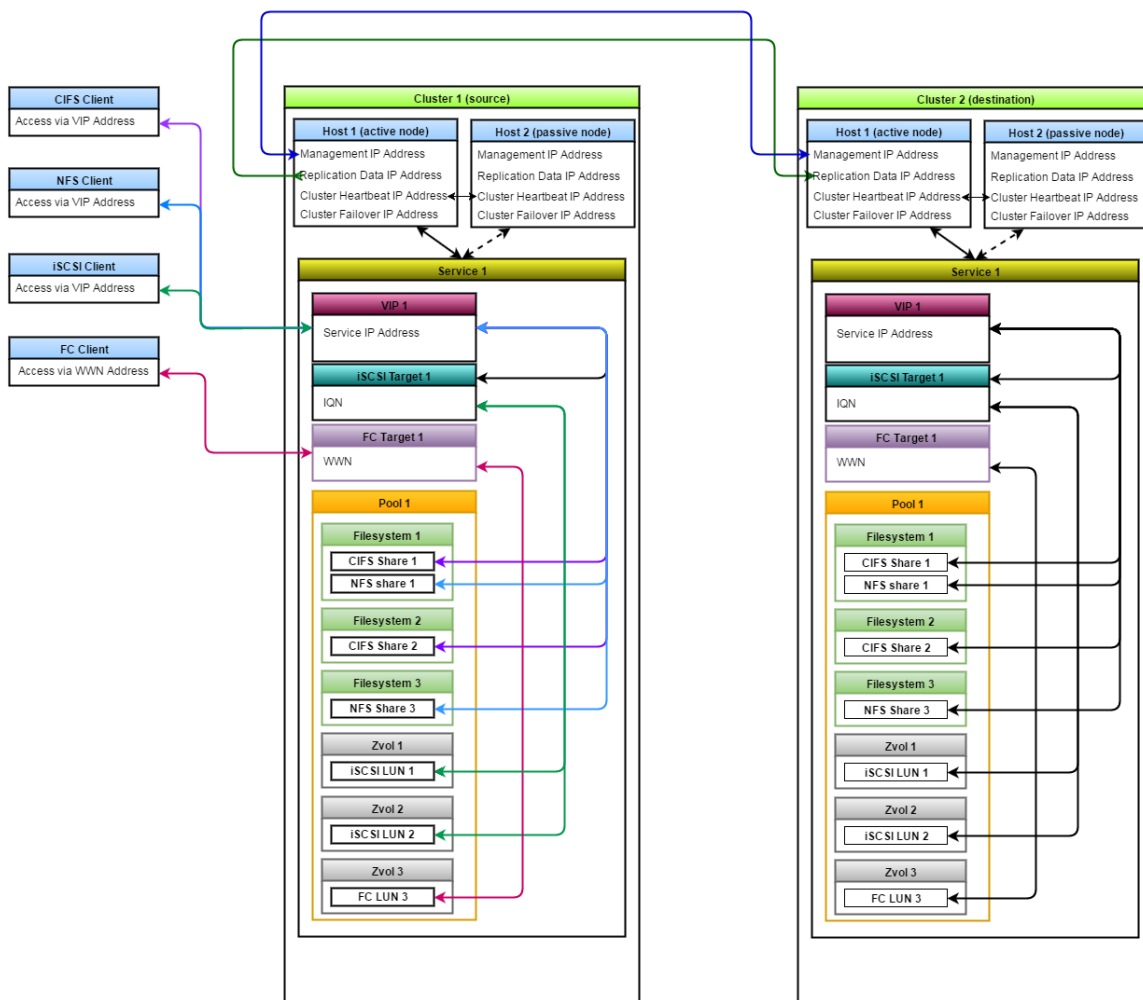 CIFS Client
Access via VIP Address
NFS Client
Access via VIP Address
iSCSI Client
Access via VIP Address
FC Client
Access via WWN Address
Cluster 1 (source)
Host 1 (active node)
Management IP Address
Replication Data IP Address
Cluster Heartbeat IP Address
Cluster Failover IP Address
Host 2 (passive node)
Management IP Address
Replication Data IP Address
Cluster Heartbeat IP Address
Cluster Failover IP Address
Service 1
VIP 1
Service IP Address
iSCSI Target 1
IQN
FC Target 1
WWN
Pool 1
Filesystem 1
CIFS Share 1
NFS share 1
Filesystem 2
CIFS Share 2
Filesystem 3
NFS Share 3
Zvol 1
iSCSI LUN 1
Zvol 2
iSCSI LUN 2
Zvol 3
FC LUN 3
Cluster 2 (destination)
Host 1 (active node)
Management IP Address
Replication Data IP Address
Cluster Heartbeat IP Address
Cluster Failover IP Address
Host 2 (passive node)
Management IP Address
Replication Data IP Address
Cluster Heartbeat IP Address
Cluster Failover IP Address
Service 1
VIP 1
Service IP Address
iSCSI Target 1
IQN
FC Target 1
WWN
Pool 1
Filesystem 1
CIFS Share 1
NFS share 1
Filesystem 2
CIFS Share 2
Filesystem 3
NFS Share 3
Zvol 1
iSCSI LUN 1
Zvol 2
iSCSI LUN 2
Zvol 3
FC LUN 3